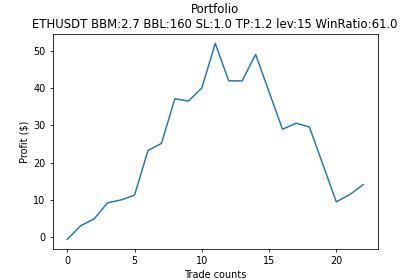 Portfolio
ETHUSDT BBM:2.7 BBL:160 SL:1.0 TP:1.2 lev:15 WinRatio:61.0
50
40
30
20
10
0
Profit ($)
0 5 10 15 20
Trade counts